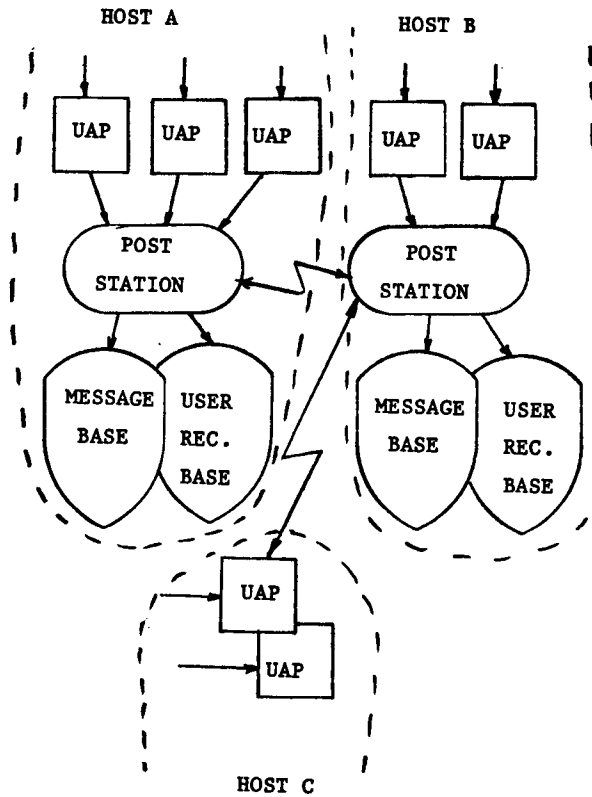 HOST A
HOST B
UAP
UAP
UAP
UAP
UAP
POST
STATION
POST
STATION
MESSAGE
BASE
USER
REC.
BASE
MESSAGE
BASE
USER
REC.
BASE
UAP
UAP
HOST C